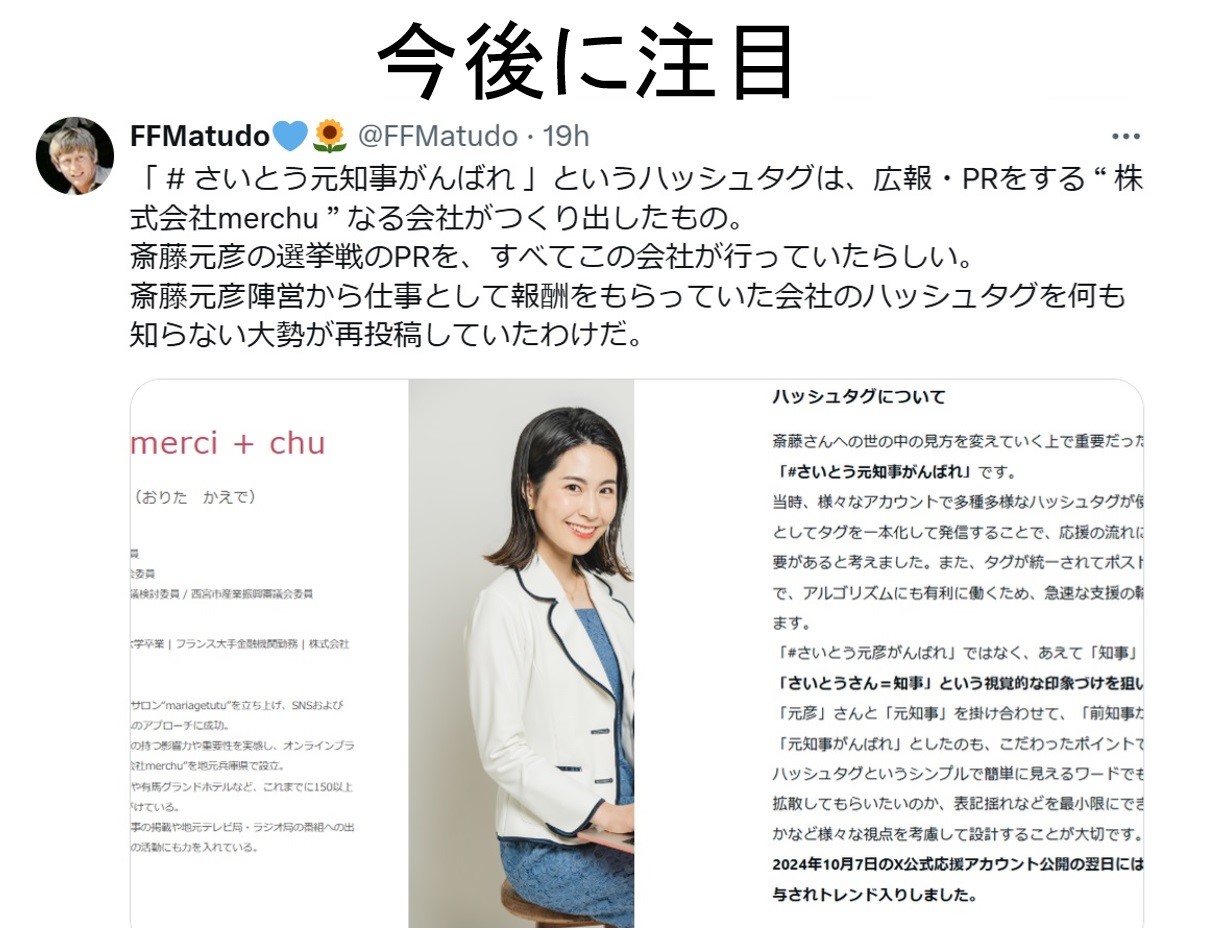 今後に注目
FFMatudo💙🌻 @FFMatudo · 19h
「 # さいとう元知事がんばれ 」というハッシュタグは、広報・PRをする “ 株
式会社merchu ” なる会社がつくり出したもの。
斎藤元彦の選挙戦のPRを、すべてこの会社が行っていたらしい。
斎藤元彦陣営から仕事として報酬をもらっていた会社のハッシュタグを何も
知らない大勢が再投稿していたわけだ。
merci + chu
（おりた　かえで）
員
委員
議検討委員 / 西宮市産業振興審議会委員
大学卒業 | フランス大手金融機関勤務 | 株式会社
サロン“mariagetutu”を立ち上げ、SNSおよび
のアプローチに成功。
の持つ影響力や重要性を実感し、オンラインプラ
会社merchu”を地元兵庫県で設立。
や有馬グランドホテルなど、これまでに150以上
がけている。
事の掲載や地元テレビ局・ラジオ局の番組への出
の活動にも力を入れている。
ハッシュタグについて
斎藤さんへの世の中の見方を変えていく上で重要だった
「#さいとう元知事がんばれ」です。
当時、様々なアカウントで多種多様なハッシュタグが使
としてタグを一本化して発信することで、応援の流れに
要があると考えました。また、タグが統一されてポスト
で、アルゴリズムにも有利に働くため、急速な支援の輪
ます。
「#さいとう元彦がんばれ」ではなく、あえて「知事」
「さいとうさん＝知事」という視覚的な印象づけを狙い
「元彦」さんと「元知事」を掛け合わせて、「前知事が
「元知事がんばれ」としたのも、こだわったポイントで
ハッシュタグというシンプルで簡単に見えるワードでも
拡散してもらいたいのか、表記揺れなどを最小限にでき
かなど様々な視点を考慮して設計することが大切です。
2024年10月7日のX公式応援アカウント公開の翌日には
与されトレンド入りしました。